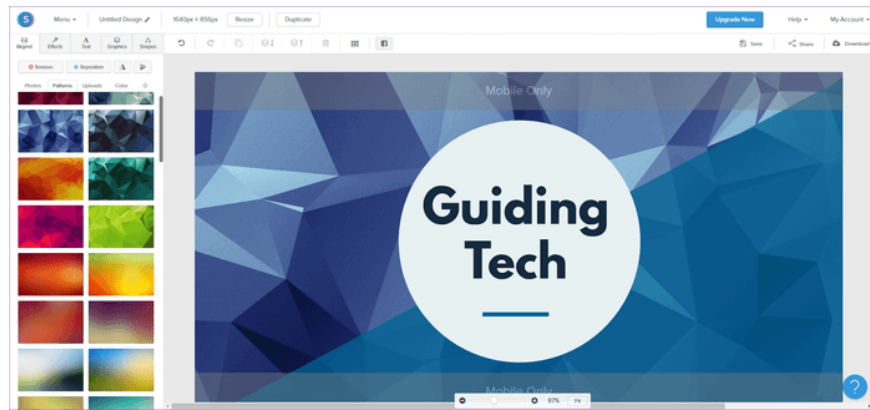 S Menu Untitled Design 1640px × 856px Resize Duplicate Upgrade Now Help My Account
Bkgnd Effects Text Graphics Shapes Save Share Download
Remove Reposition
Photos Patterns Uploads Color
Mobile Only
Guiding
Tech
Mobile Only
87% Fit
?